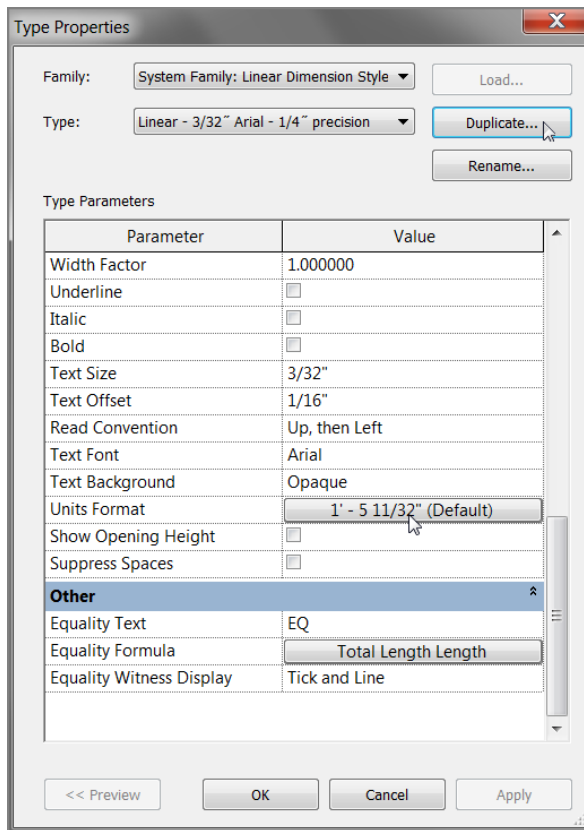 Type Properties
Family: System Family: Linear Dimension Style Load...
Type: Linear - 3/32" Arial - 1/4" precision Duplicate...
Rename...
Type Parameters
Parameter Value
Width Factor 1.000000
Underline
Italic
Bold
Text Size 3/32"
Text Offset 1/16"
Read Convention Up, then Left
Text Font Arial
Text Background Opaque
Units Format 1' - 5 11/32" (Default)
Show Opening Height
Suppress Spaces
Other
Equality Text EQ
Equality Formula Total Length Length
Equality Witness Display Tick and Line
<< Preview OK Cancel Apply